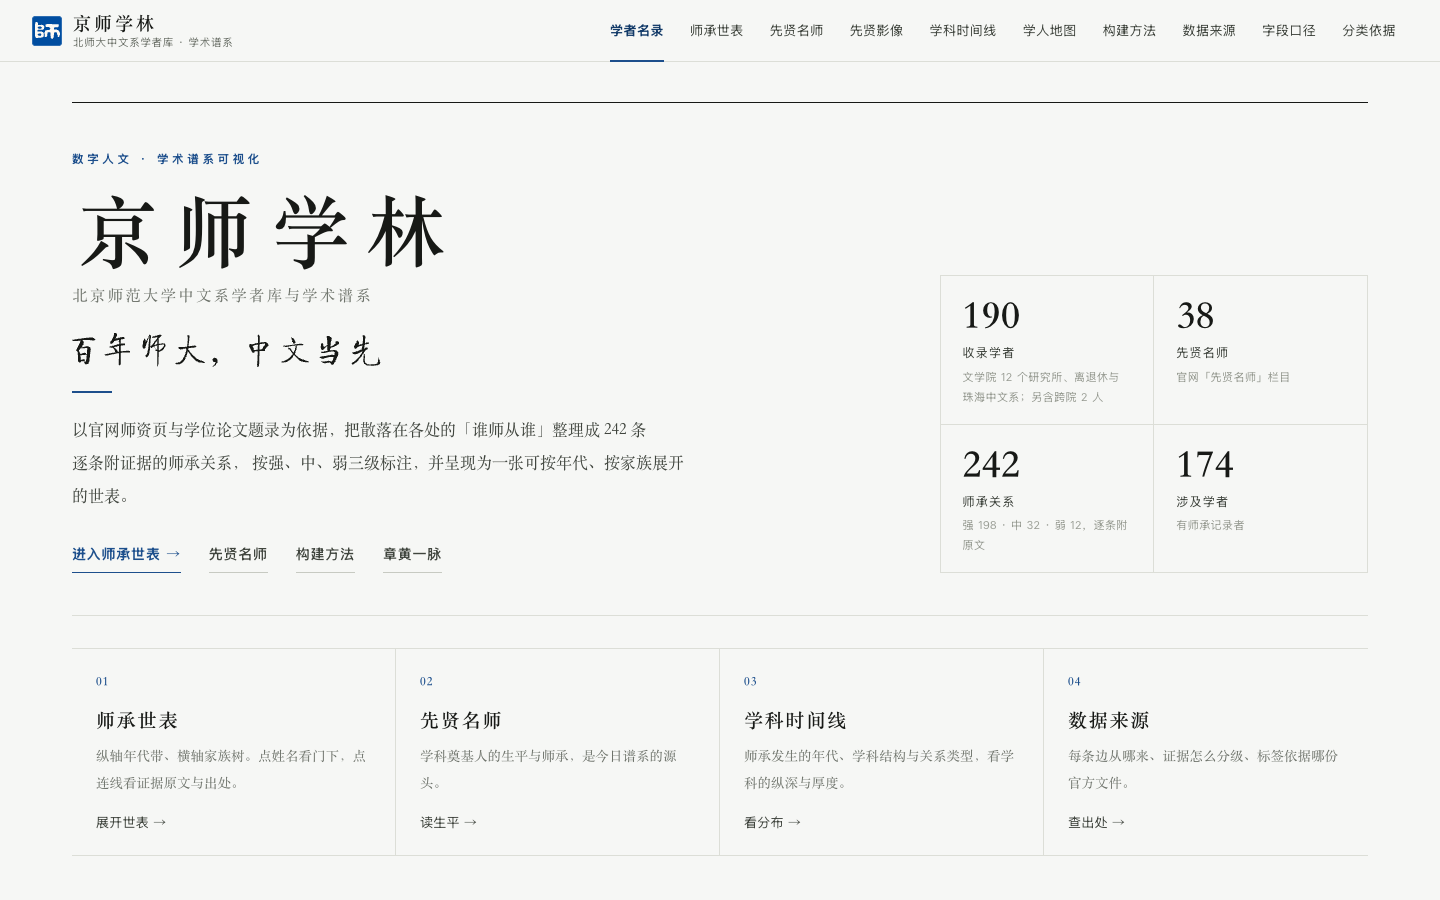 师
京师学林
北师大中文系学者库 · 学术谱系
学者名录 师承世表 先贤名师 先贤影像 学科时间线 学人地图 构建方法 数据来源 字段口径 分类依据
数字人文 · 学术谱系可视化
京师学林
北京师范大学中文系学者库与学术谱系
百年师大，中文当先
以官网师资页与学位论文题录为依据，把散落在各处的「谁师从谁」整理成 242 条
逐条附证据的师承关系， 按强、中、弱三级标注，并呈现为一张可按年代、按家族展开
的世表。
进入师承世表 → 先贤名师 构建方法 章黄一脉
190
收录学者
文学院 12 个研究所、离退休与
珠海中文系；另含跨院 2 人
38
先贤名师
官网「先贤名师」栏目
242
师承关系
强 198 · 中 32 · 弱 12，逐条附
原文
174
涉及学者
有师承记录者
01
师承世表
纵轴年代带、横轴家族树。点姓名看门下，点
连线看证据原文与出处。
展开世表 →
02
先贤名师
学科奠基人的生平与师承，是今日谱系的源
头。
读生平 →
03
学科时间线
师承发生的年代、学科结构与关系类型，看学
科的纵深与厚度。
看分布 →
04
数据来源
每条边从哪来、证据怎么分级、标签依据哪份
官方文件。
查出处 →